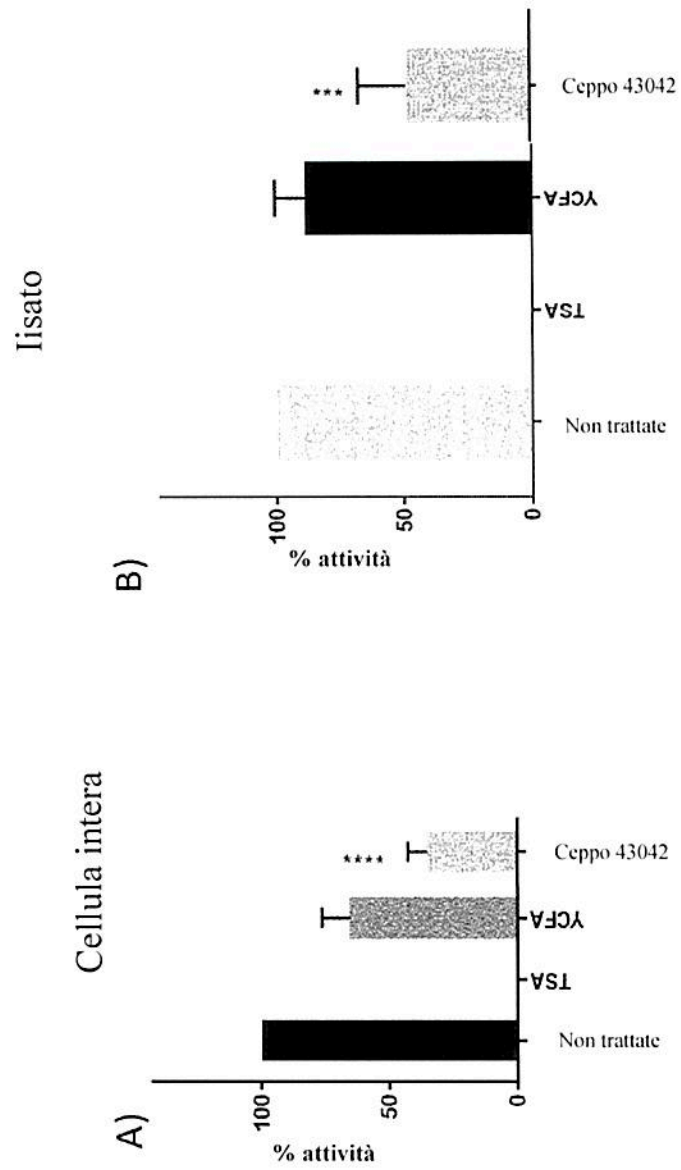 A)
Cellula intera
% attività
100
50
0
****
Non trattate
TSA
YCFA
Ceppo 43042
B)
Iisato
% attività
100
50
0
***
Non trattate
TSA
YCFA
Ceppo 43042